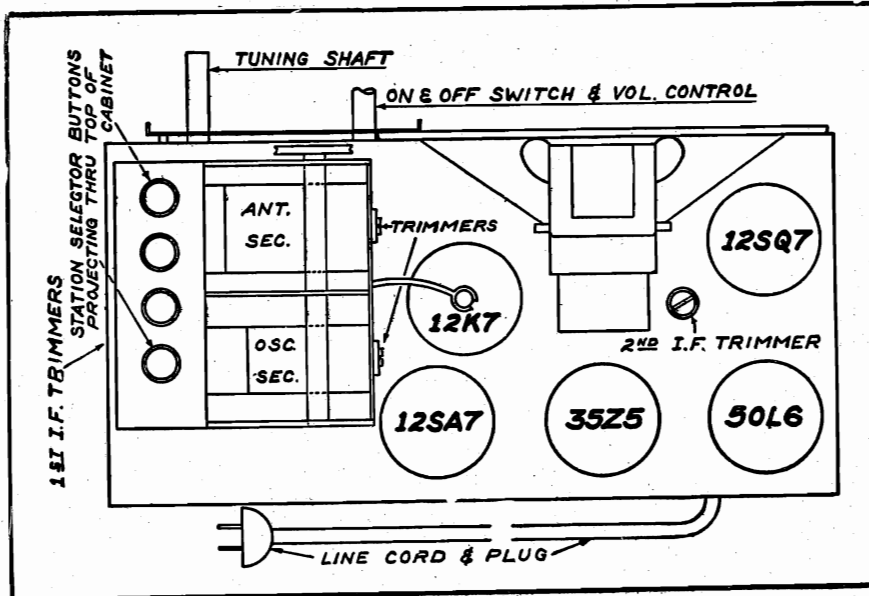 TUNING SHAFT
ON & OFF SWITCH & VOL. CONTROL
STATION SELECTOR BUTTONS
PROJECTING THRU TOP OF
CABINET
1ST I.F. TRIMMERS
ANT.
SEC.
TRIMMERS
12SQ7
12K7
2ND I.F. TRIMMER
OSC.
SEC.
12SA7
35Z5
50L6
LINE CORD & PLUG